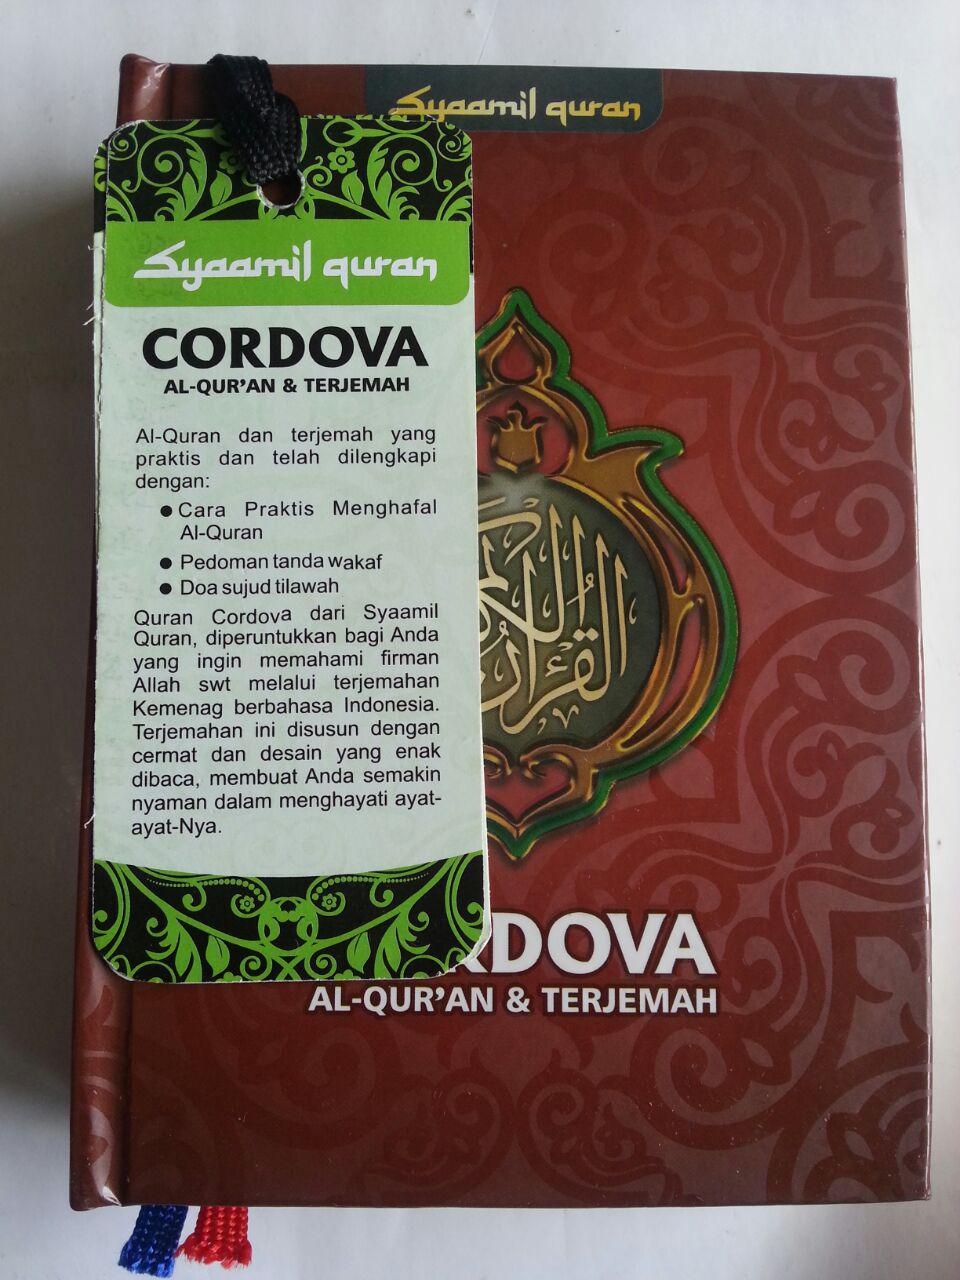 Syaamil quran
Syaamil quran
CORDOVA
AL-QUR'AN & TERJEMAH
Al-Quran dan terjemah yang
praktis dan telah dilengkapi
dengan:
● Cara Praktis Menghafal
Al-Quran
● Pedoman tanda wakaf
● Doa sujud tilawah
Quran Cordova dari Syaamil
Quran, diperuntukkan bagi Anda
yang ingin memahami firman
Allah swt melalui terjemahan
Kemenag berbahasa Indonesia.
Terjemahan ini disusun dengan
cermat dan desain yang enak
dibaca, membuat Anda semakin
nyaman dalam menghayati ayat-
ayat-Nya.
القرآن الكريم
RDOVA
AL-QUR'AN & TERJEMAH